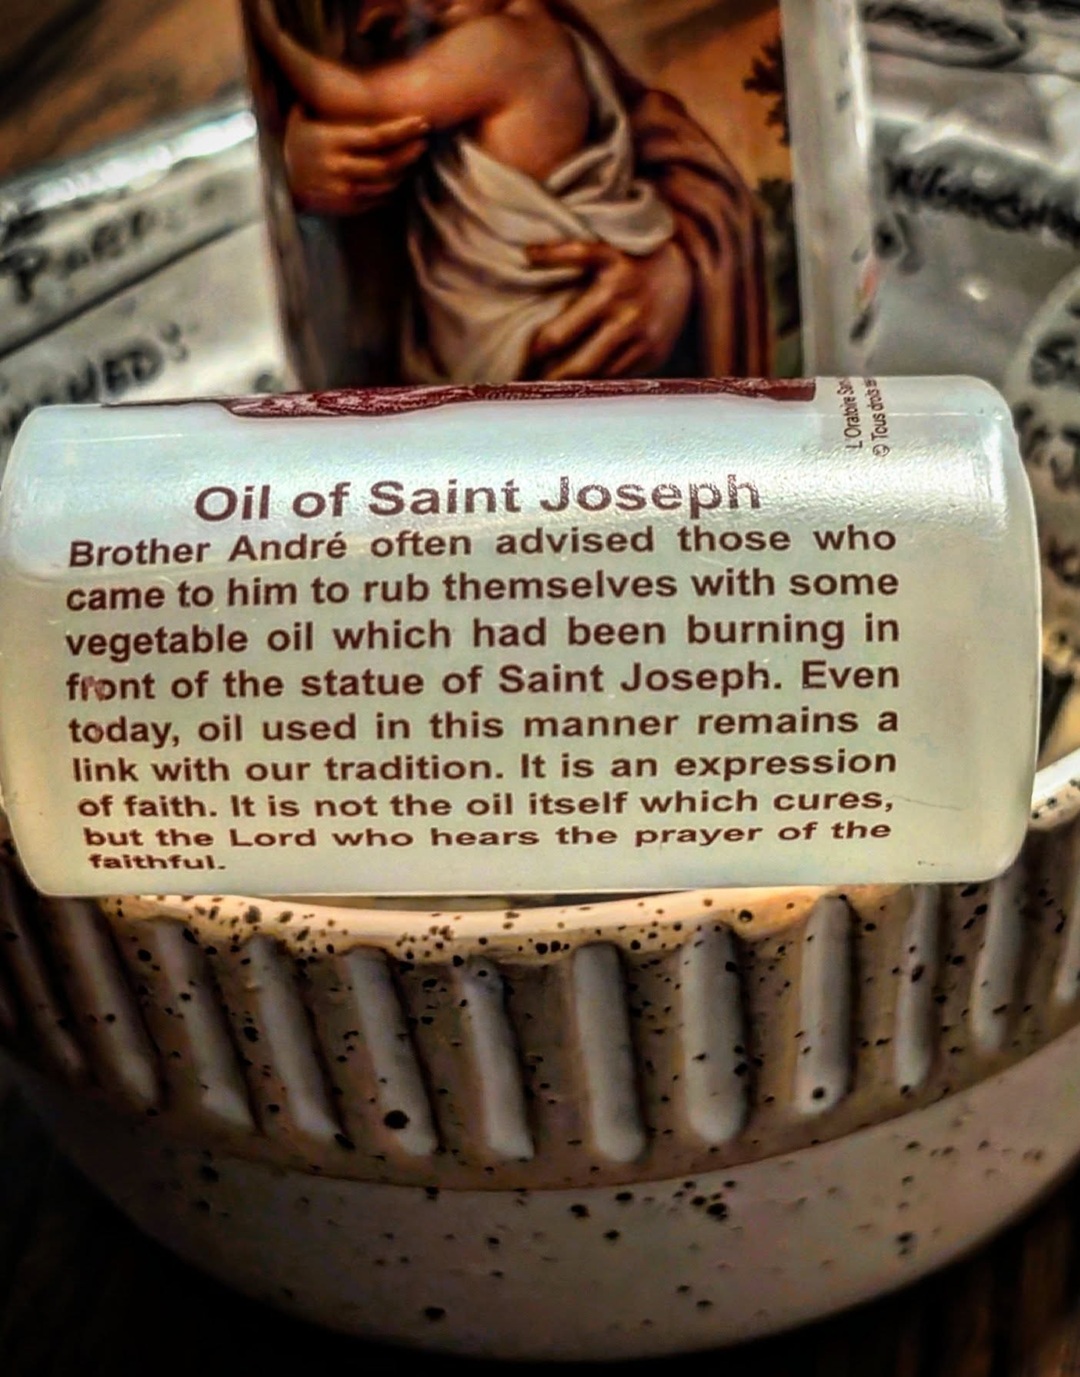 L'Oratoire
© Tous droits
Oil of Saint Joseph
Brother André often advised those who
came to him to rub themselves with some
vegetable oil which had been burning in
front of the statue of Saint Joseph. Even
today, oil used in this manner remains a
link with our tradition. It is an expression
of faith. It is not the oil itself which cures,
but the Lord who hears the prayer of the
faithful.